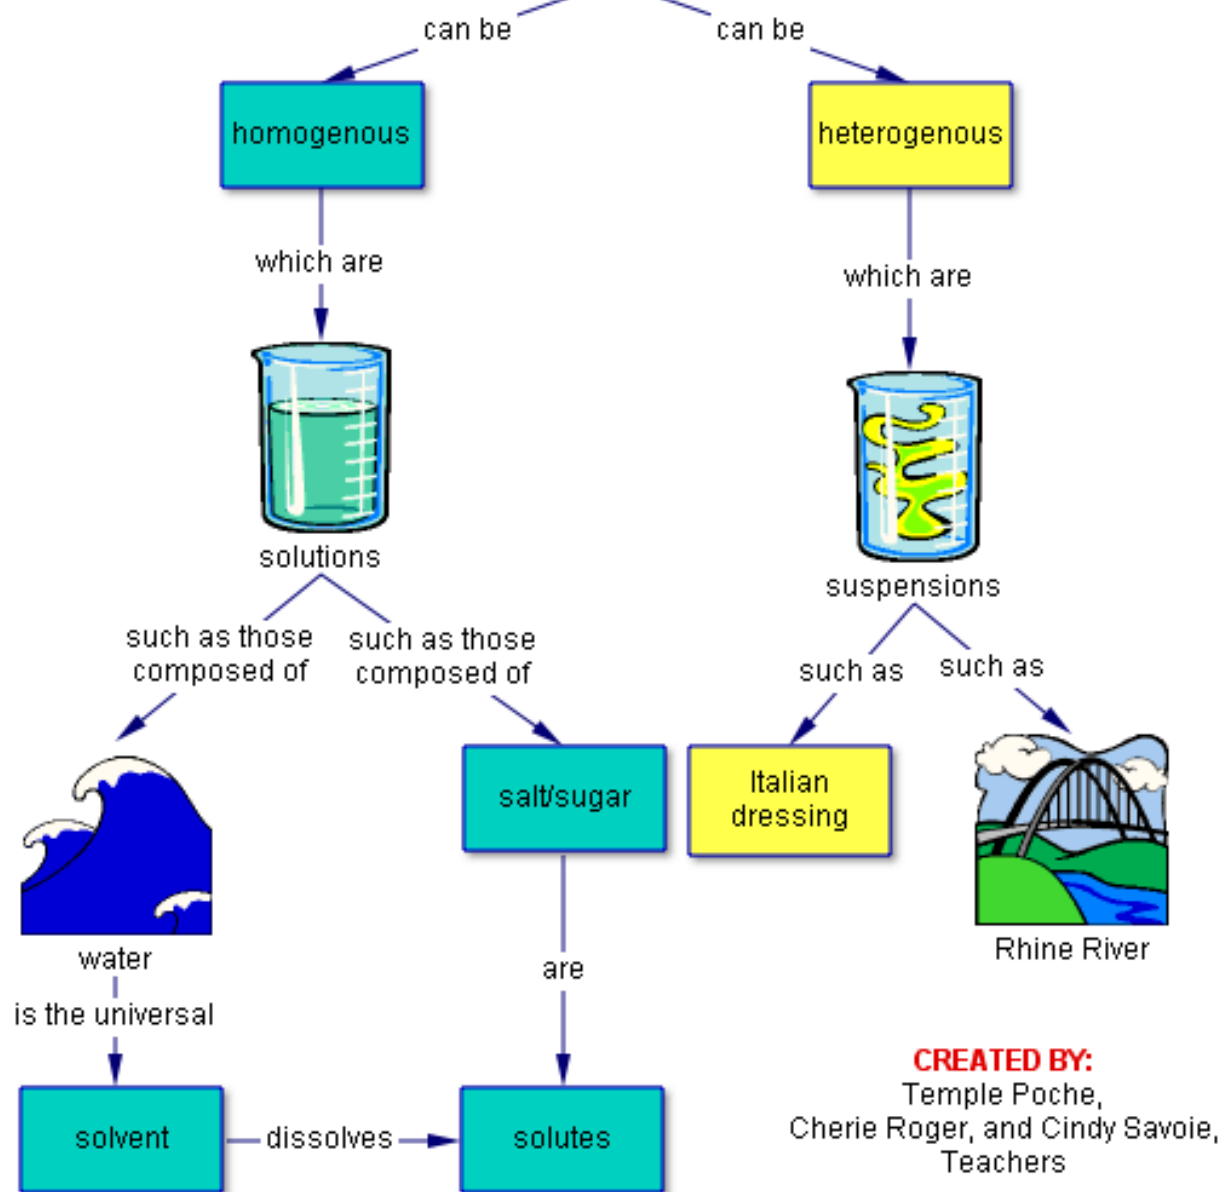 can be
can be
homogenous
heterogenous
which are
which are
solutions
suspensions
such as those
composed of
such as those
composed of
such as
such as
salt/sugar
Italian
dressing
water
Rhine River
is the universal
are
solvent
dissolves
solutes
CREATED BY:
Temple Poche,
Cherie Roger, and Cindy Savoie,
Teachers